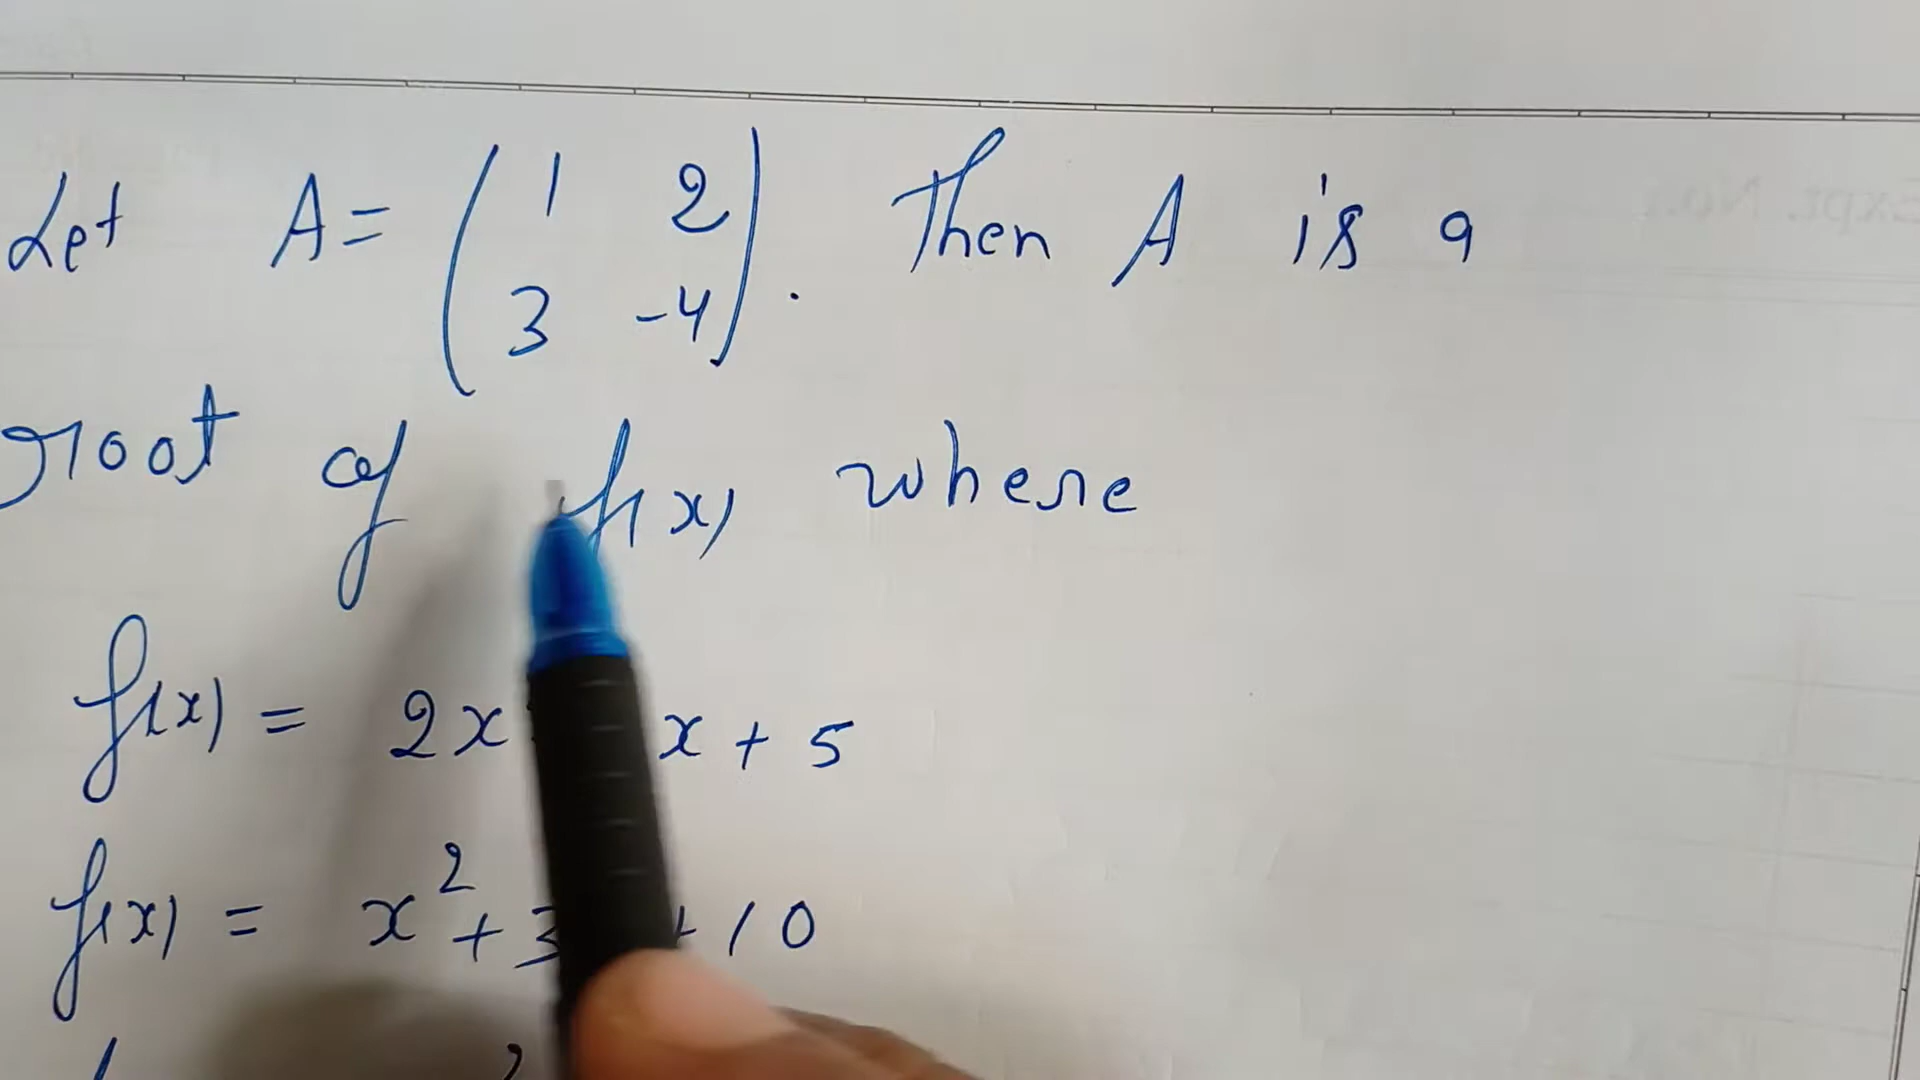 Let A = ( 1 2
3 -4 ) . Then A is a
root of f(x) where
f(x) = 2x x + 5
f(x) = x² + 3 + 10